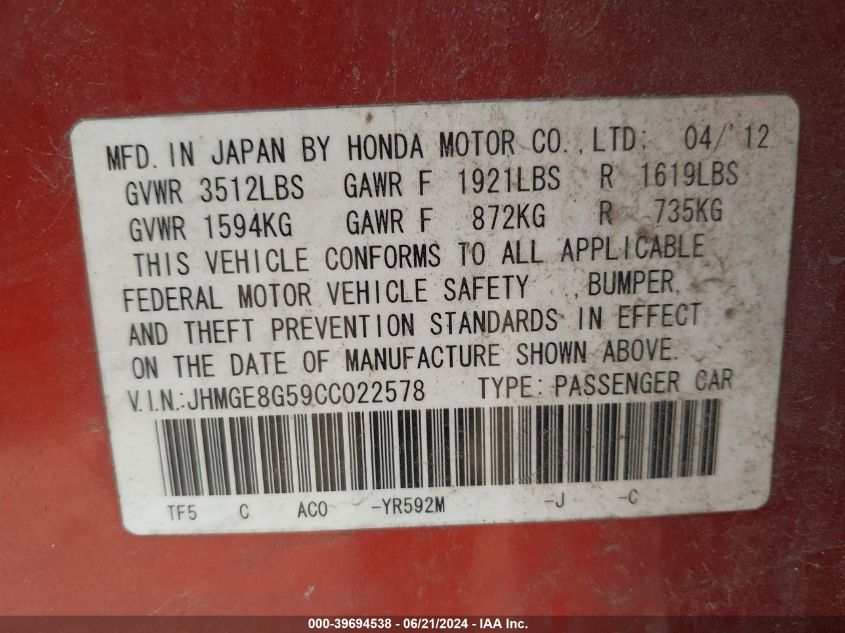 MFD. IN JAPAN BY HONDA MOTOR CO., LTD. 04/'12
GVWR 3512LBS GAWR F 1921LBS R 1619LBS
GVWR 1594KG GAWR F 872KG R 735KG
THIS VEHICLE CONFORMS TO ALL APPLICABLE
FEDERAL MOTOR VEHICLE SAFETY , BUMPER,
AND THEFT PREVENTION STANDARDS IN EFFECT
ON THE DATE OF MANUFACTURE SHOWN ABOVE.
V.I.N.:JHMGE8G59CC022578 TYPE: PASSENGER CAR
TF5 C AC0 -YR592M -J -C
000-39694538 - 06/21/2024 - IAA Inc.